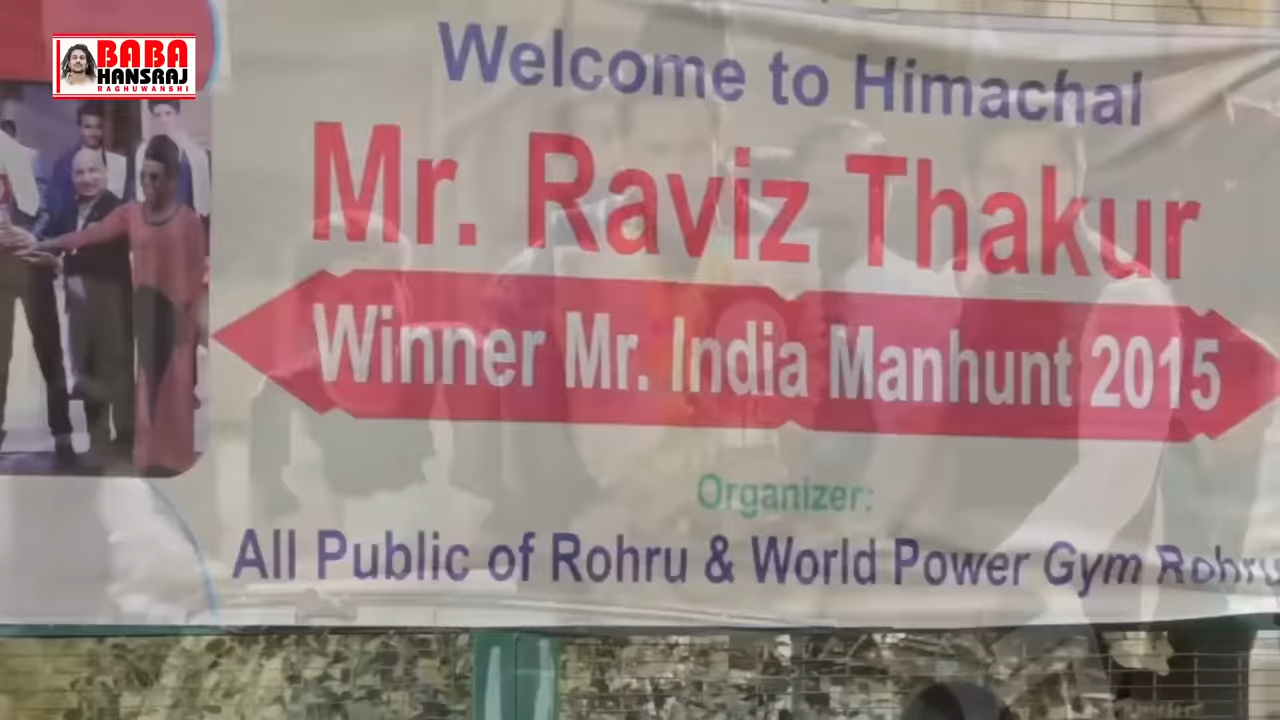 BABA
HANSRAJ
RAGHUWANSHI
Welcome to Himachal
Mr. Raviz Thakur
Winner Mr. India Manhunt 2015
Organizer:
All Public of Rohru & World Power Gym Rohru